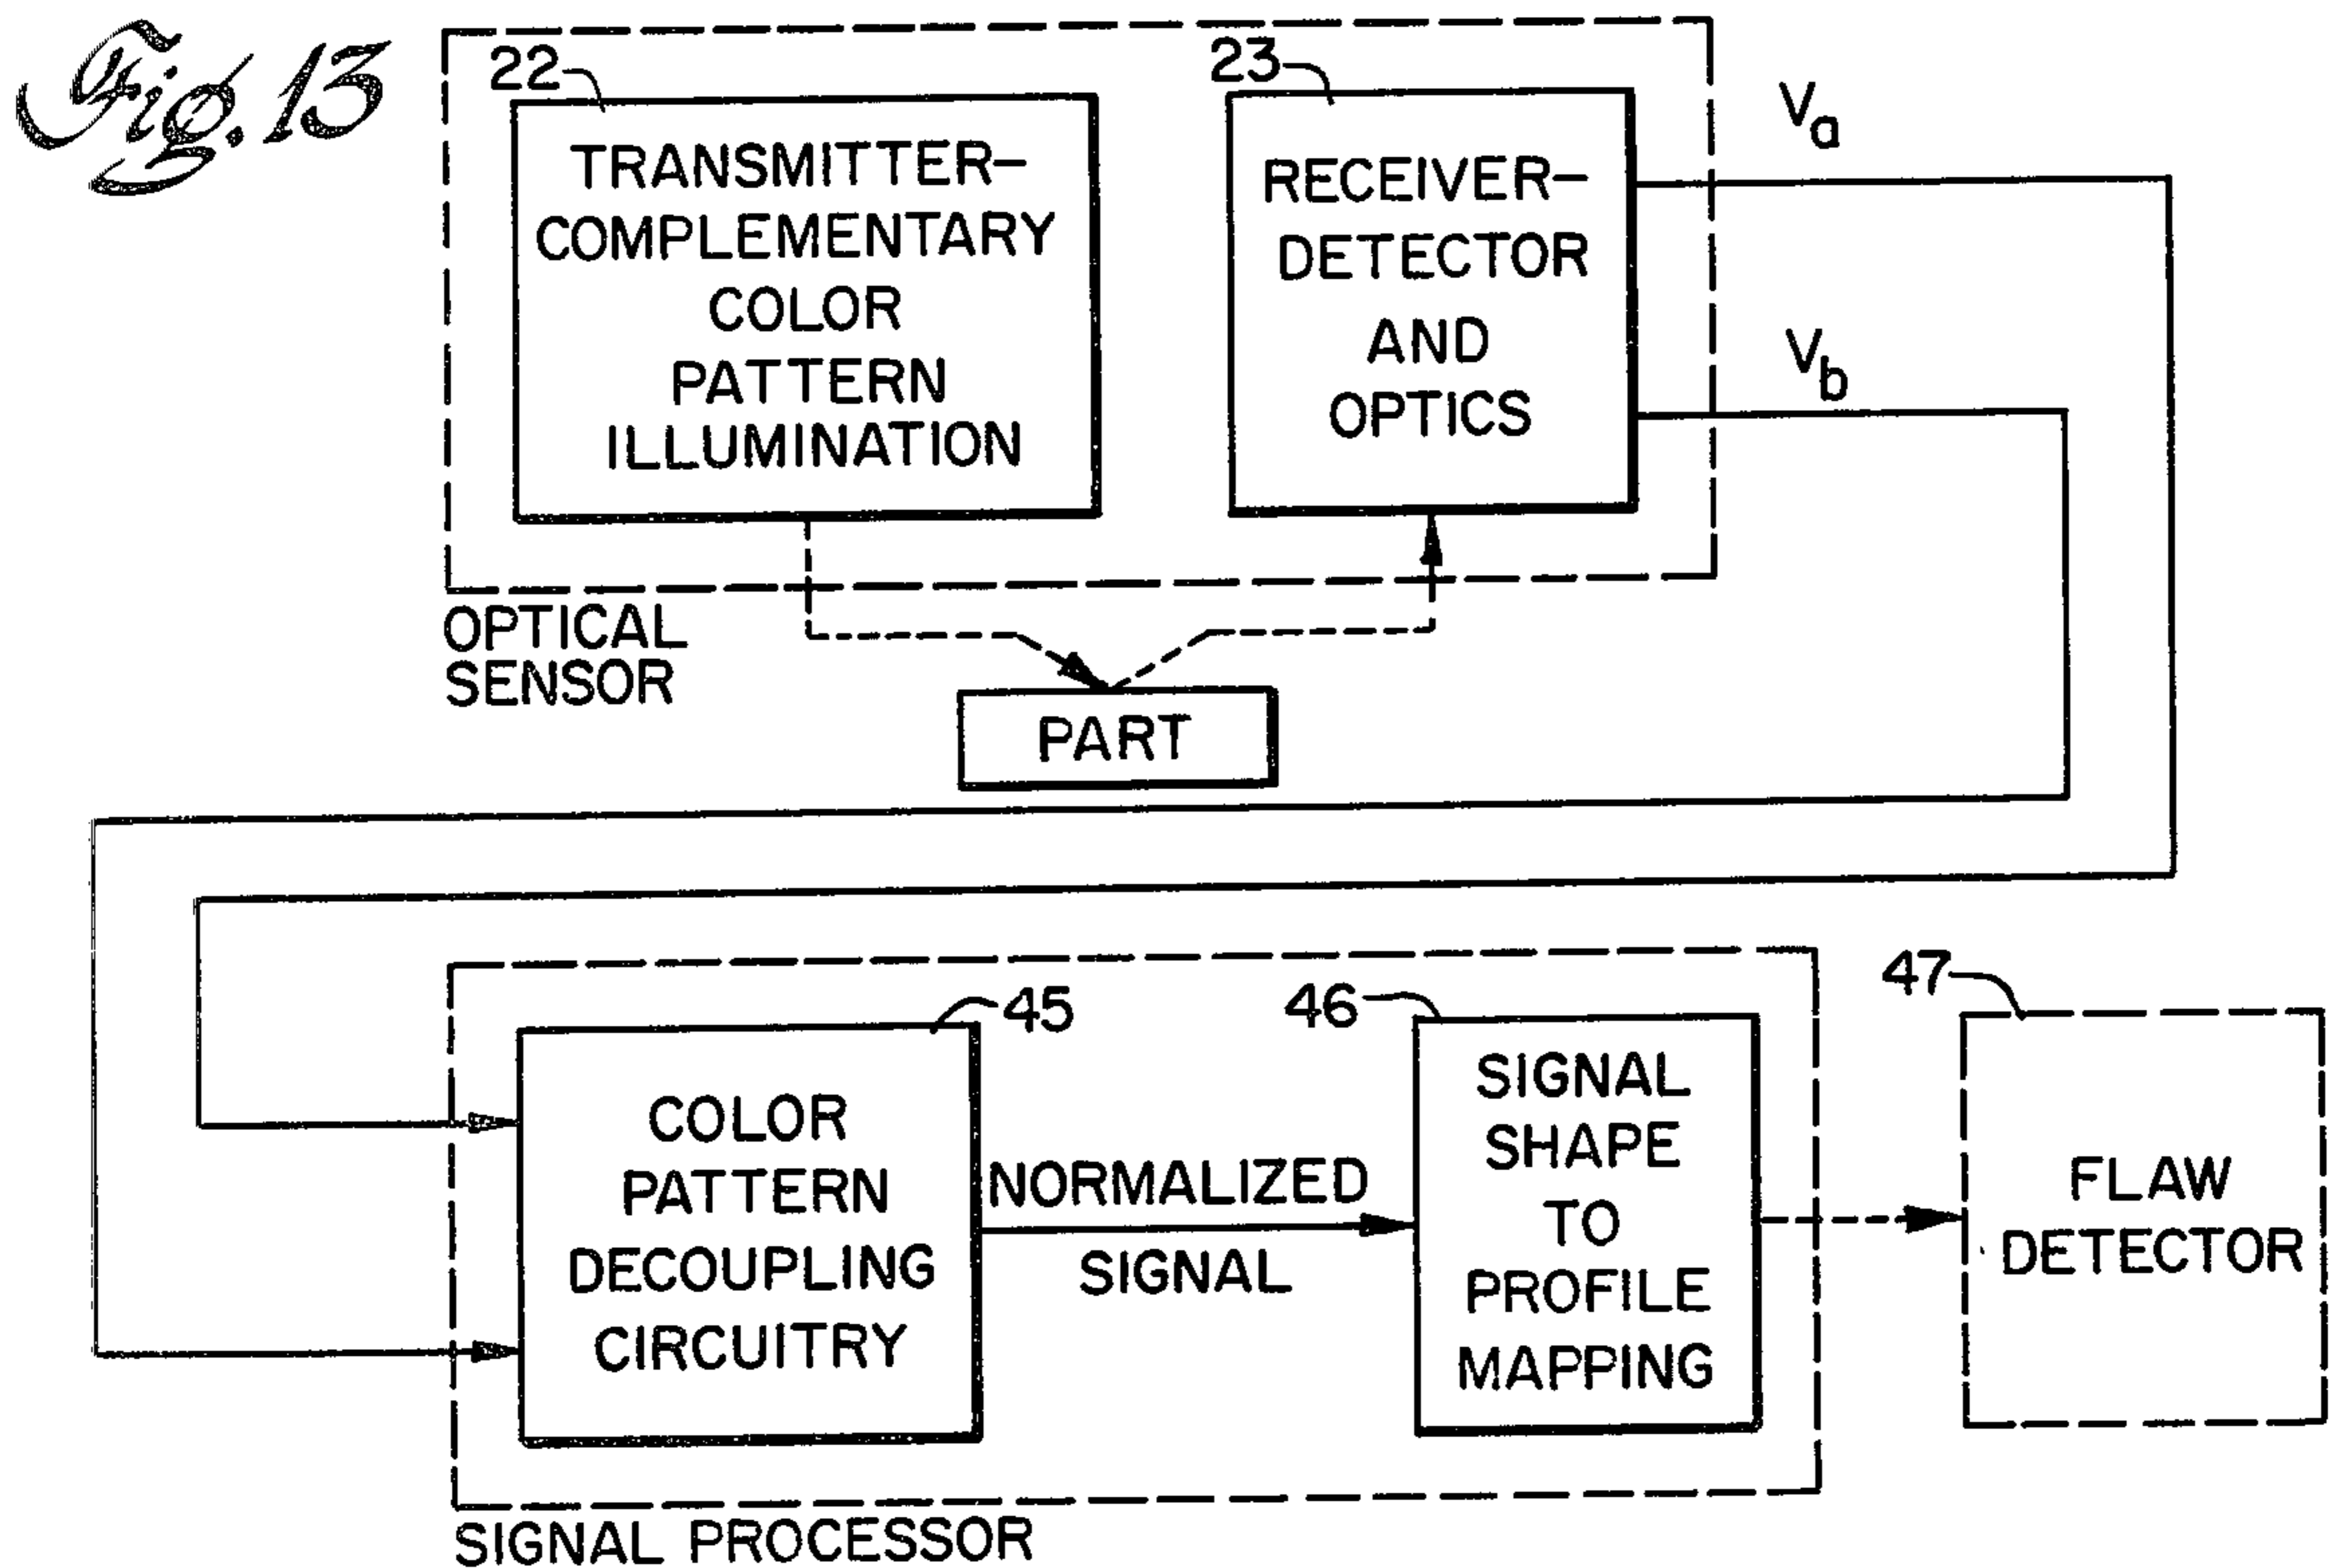 Fig. 13
22
TRANSMITTER-
COMPLEMENTARY
COLOR
PATTERN
ILLUMINATION
23
RECEIVER-
DETECTOR
AND
OPTICS
Va
Vb
OPTICAL
SENSOR
PART
45
COLOR
PATTERN
DECOUPLING
CIRCUITRY
NORMALIZED
SIGNAL
46
SIGNAL
SHAPE
TO
PROFILE
MAPPING
47
FLAW
DETECTOR
SIGNAL PROCESSOR